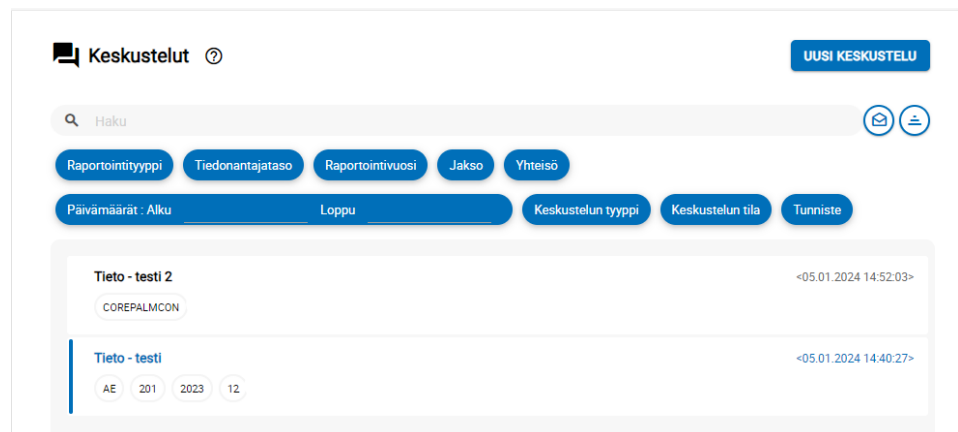 Keskustelut
UUSI KESKUSTELU
Haku
Raportointityyppi Tiedonantajataso Raportointivuosi Jakso Yhteisö
Päivämäärät : Alku Loppu Keskustelun tyyppi Keskustelun tila Tunniste
Tieto - testi 2 <05.01.2024 14:52:03>
COREPALMCON
Tieto - testi <05.01.2024 14:40:27>
AE 201 2023 12